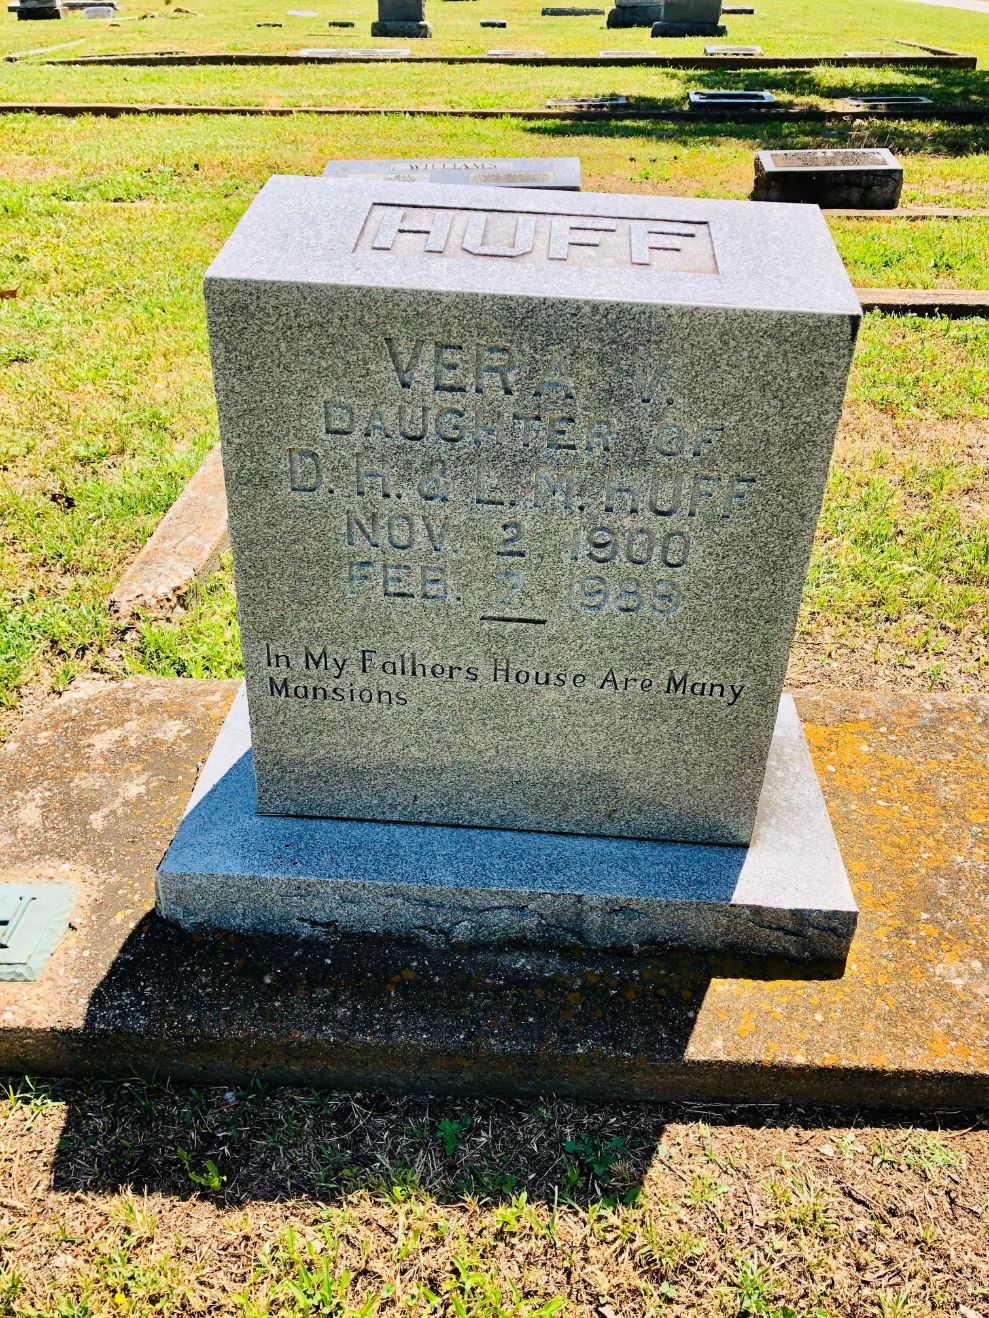 WILLIAMS
HUFF
VERA
DAUGHTER OF
D. H. & L. M. HUFF
NOV. 2, 1900
FEB. 7, 1989
In My Fathers House Are Many
Mansions